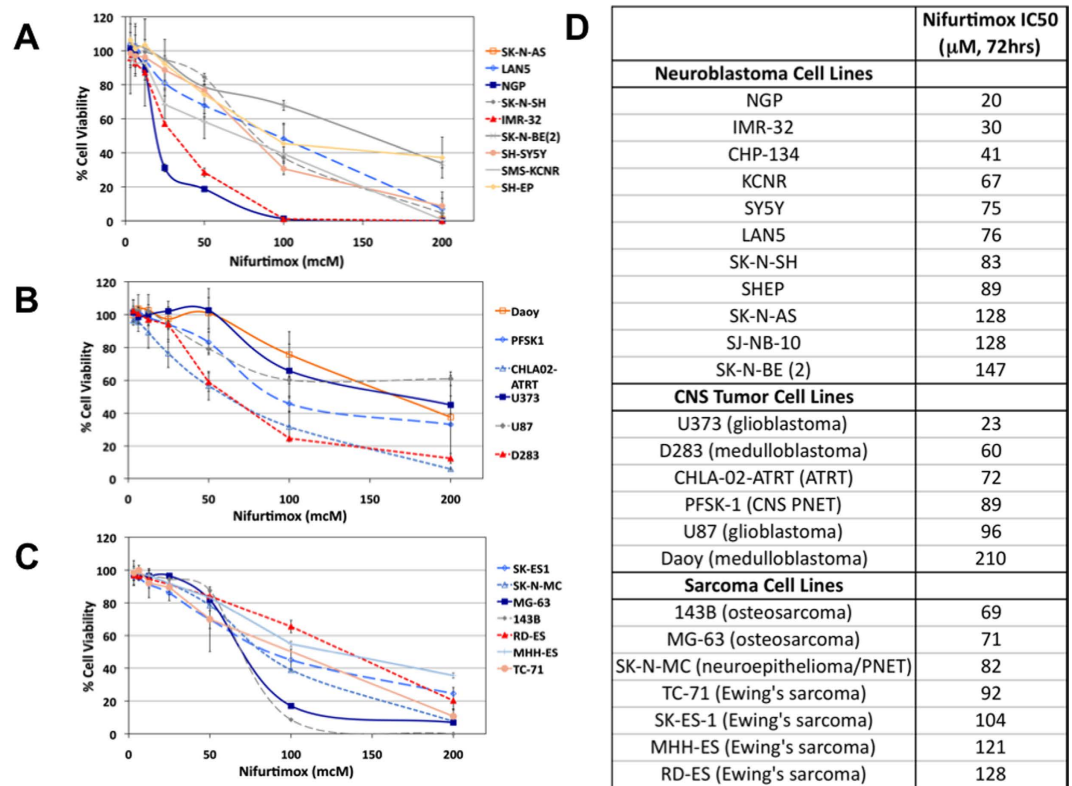 A
120
100
80
60
40
20
0
% Cell Viability
0 50 100 150 200
Nifurtimox (mcM)
SK-N-AS
LAN5
NGP
SK-N-SH
IMR-32
SK-N-BE(2)
SH-SY5Y
SMS-KCNR
SH-EP
B
120
100
80
60
40
20
0
% Cell Viability
0 50 100 150 200
Nifurtimox (mcM)
Daoy
PFSK1
CHLA02-
ATRT
U373
U87
D283
C
120
100
80
60
40
20
0
% Cell Viability
0 50 100 150 200
Nifurtimox (mcM)
SK-ES1
SK-N-MC
MG-63
143B
RD-ES
MHH-ES
TC-71
D
Nifurtimox IC50
(µM, 72hrs)
Neuroblastoma Cell Lines
NGP 20
IMR-32 30
CHP-134 41
KCNR 67
SY5Y 75
LAN5 76
SK-N-SH 83
SHEP 89
SK-N-AS 128
SJ-NB-10 128
SK-N-BE (2) 147
CNS Tumor Cell Lines
U373 (glioblastoma) 23
D283 (medulloblastoma) 60
CHLA-02-ATRT (ATRT) 72
PFSK-1 (CNS PNET) 89
U87 (glioblastoma) 96
Daoy (medulloblastoma) 210
Sarcoma Cell Lines
143B (osteosarcoma) 69
MG-63 (osteosarcoma) 71
SK-N-MC (neuroepithelioma/PNET) 82
TC-71 (Ewing's sarcoma) 92
SK-ES-1 (Ewing's sarcoma) 104
MHH-ES (Ewing's sarcoma) 121
RD-ES (Ewing's sarcoma) 128